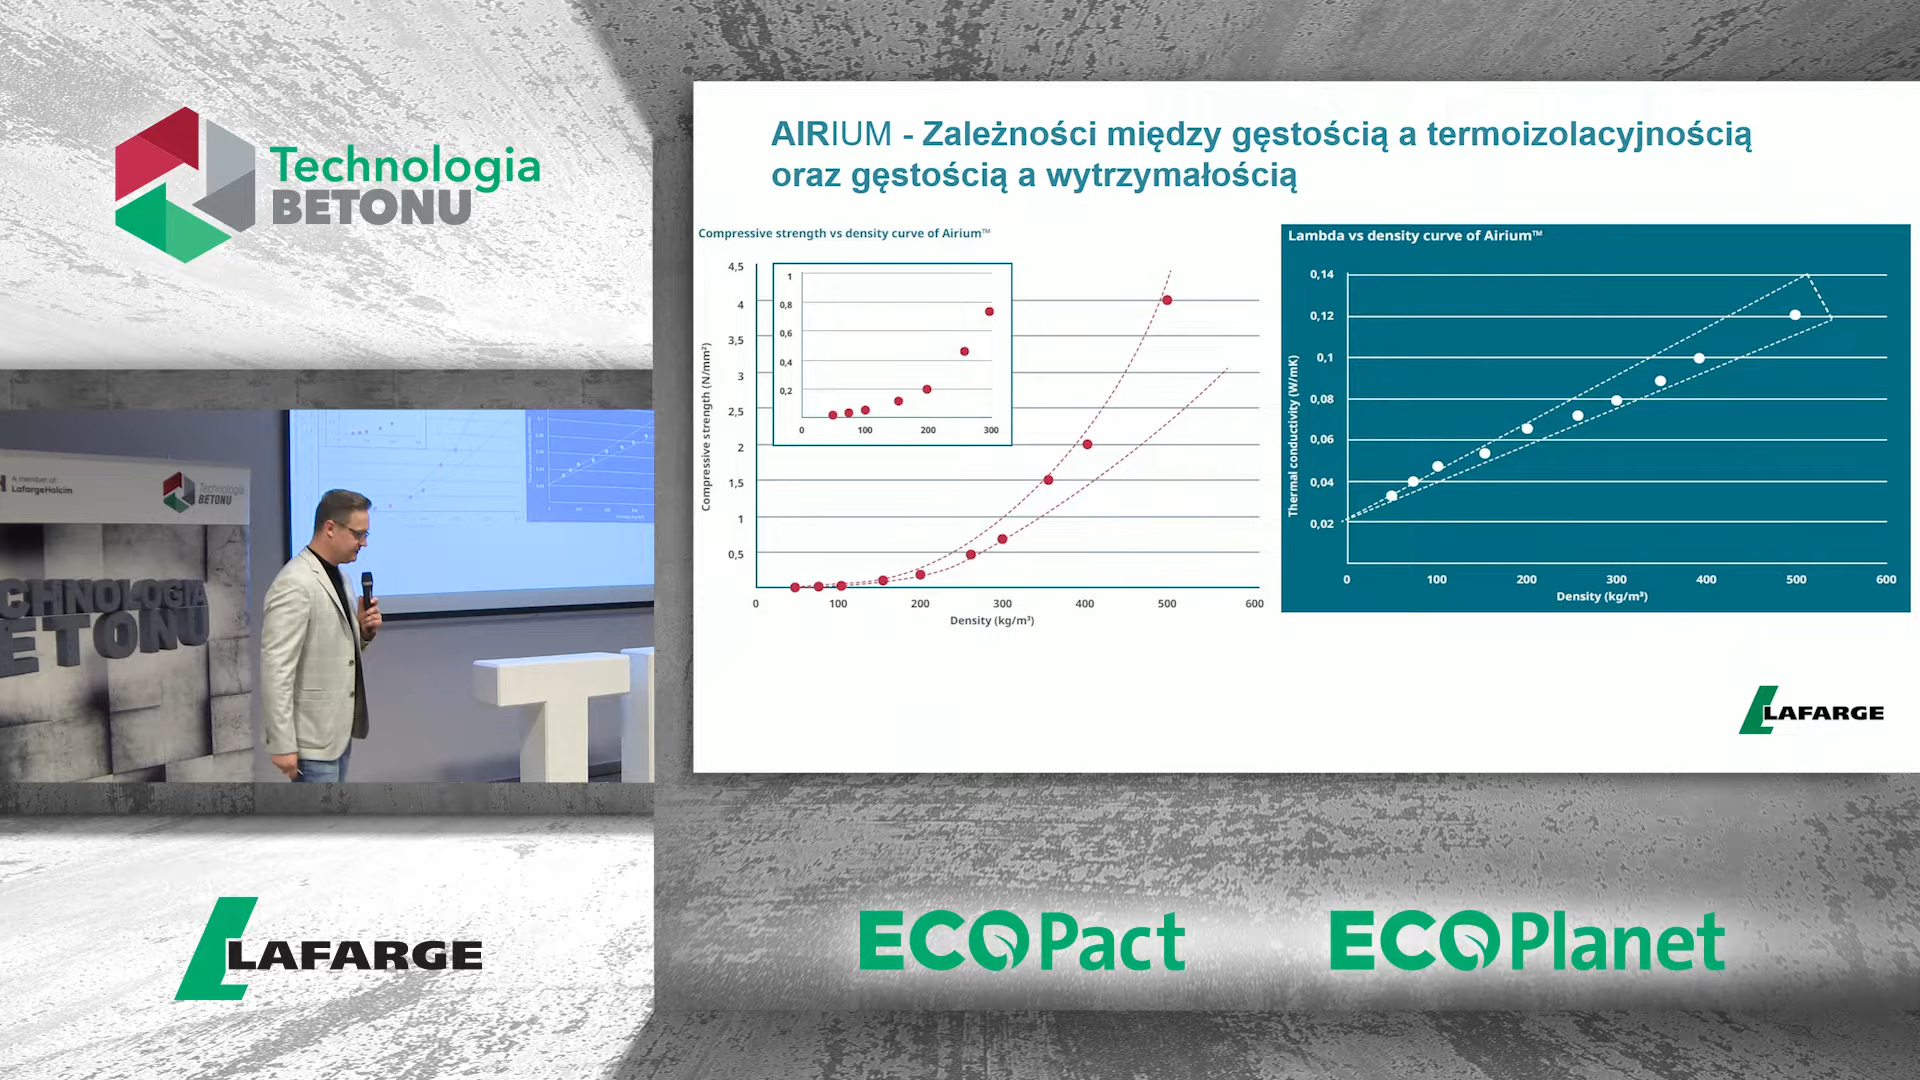 Technologia
BETONU
A member of
LafargeHolcim
Technologia
BETONU
CHNOLOGIA
ETONU
LAFARGE
AIRIUM - Zależności między gęstością a termoizolacyjnością
oraz gęstością a wytrzymałością
Compressive strength vs density curve of Airium™
4,5
4
3,5
3
2,5
2
1,5
1
0,5
Compressive strength (N/mm²)
1
0,8
0,6
0,4
0,2
0 100 200 300
0 100 200 300 400 500 600
Density (kg/m³)
Lambda vs density curve of Airium™
0,14
0,12
0,1
0,08
0,06
0,04
0,02
Thermal conductivity (W/mK)
0 100 200 300 400 500 600
Density (kg/m³)
LAFARGE
ECOPact
ECOPlanet